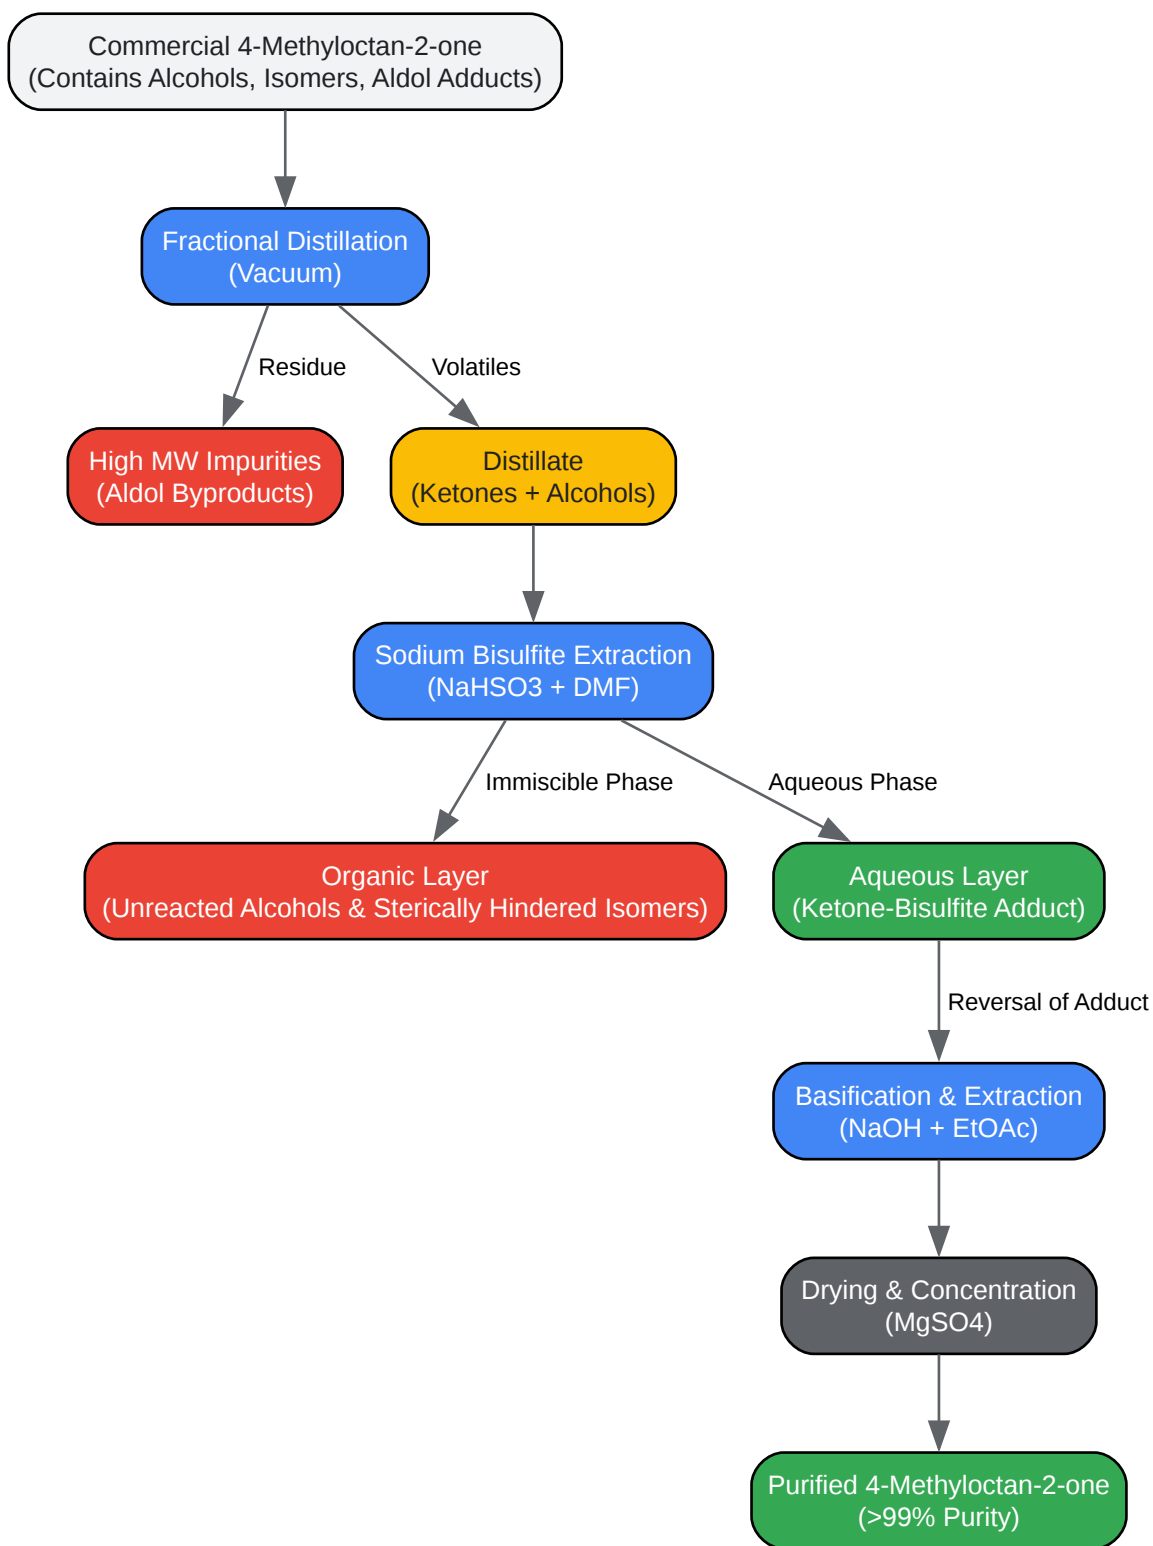 Commercial 4-Methyloctan-2-one
(Contains Alcohols, Isomers, Aldol Adducts)
Fractional Distillation
(Vacuum)
Residue
Volatiles
High MW Impurities
(Aldol Byproducts)
Distillate
(Ketones + Alcohols)
Sodium Bisulfite Extraction
(NaHSO3 + DMF)
Immiscible Phase
Aqueous Phase
Organic Layer
(Unreacted Alcohols & Sterically Hindered Isomers)
Aqueous Layer
(Ketone-Bisulfite Adduct)
Reversal of Adduct
Basification & Extraction
(NaOH + EtOAc)
Drying & Concentration
(MgSO4)
Purified 4-Methyloctan-2-one
(>99% Purity)